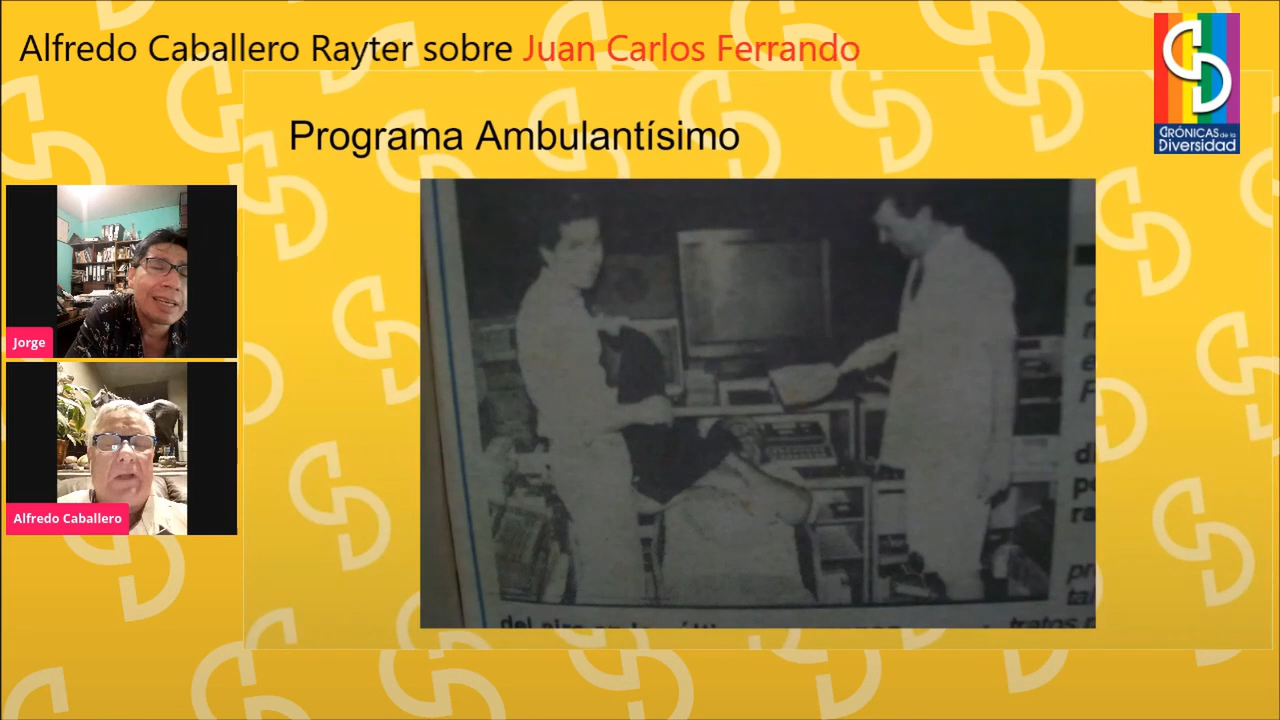 Alfredo Caballero Rayter sobre Juan Carlos Ferrando
CRÓNICAS de la
Diversidad
Programa Ambulantísimo
Jorge
Alfredo Caballero